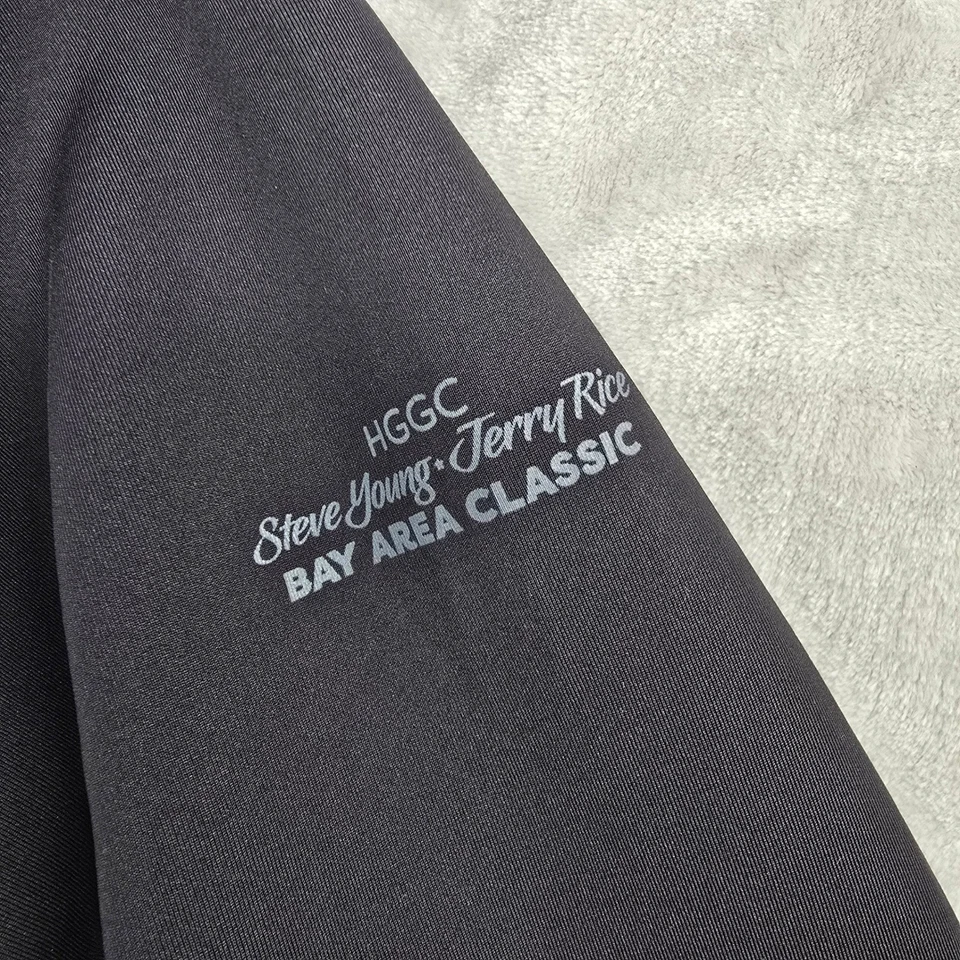 HGGC
Steve Young ★ Jerry Rice
BAY AREA CLASSIC